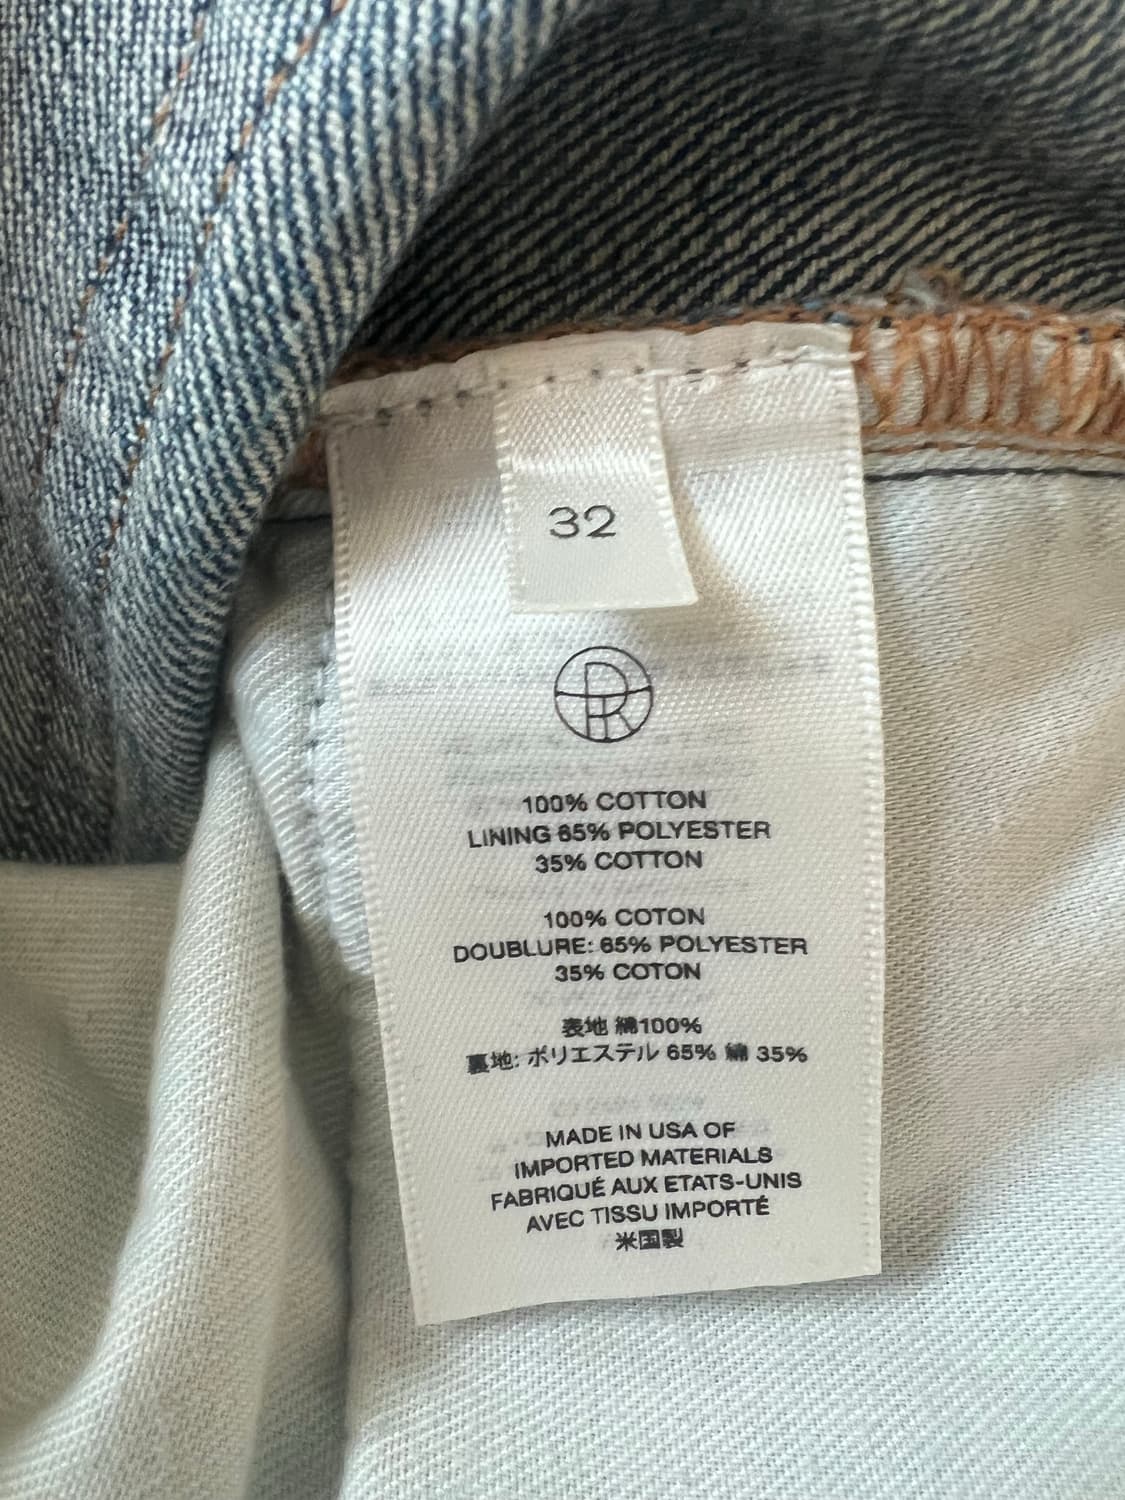 32
R
100% COTTON
LINING 65% POLYESTER
35% COTTON
100% COTON
DOUBLURE: 65% POLYESTER
35% COTON
表地 綿100%
裏地: ポリエステル 65% 綿 35%
MADE IN USA OF
IMPORTED MATERIALS
FABRIQUÉ AUX ETATS-UNIS
AVEC TISSU IMPORTÉ
米国製